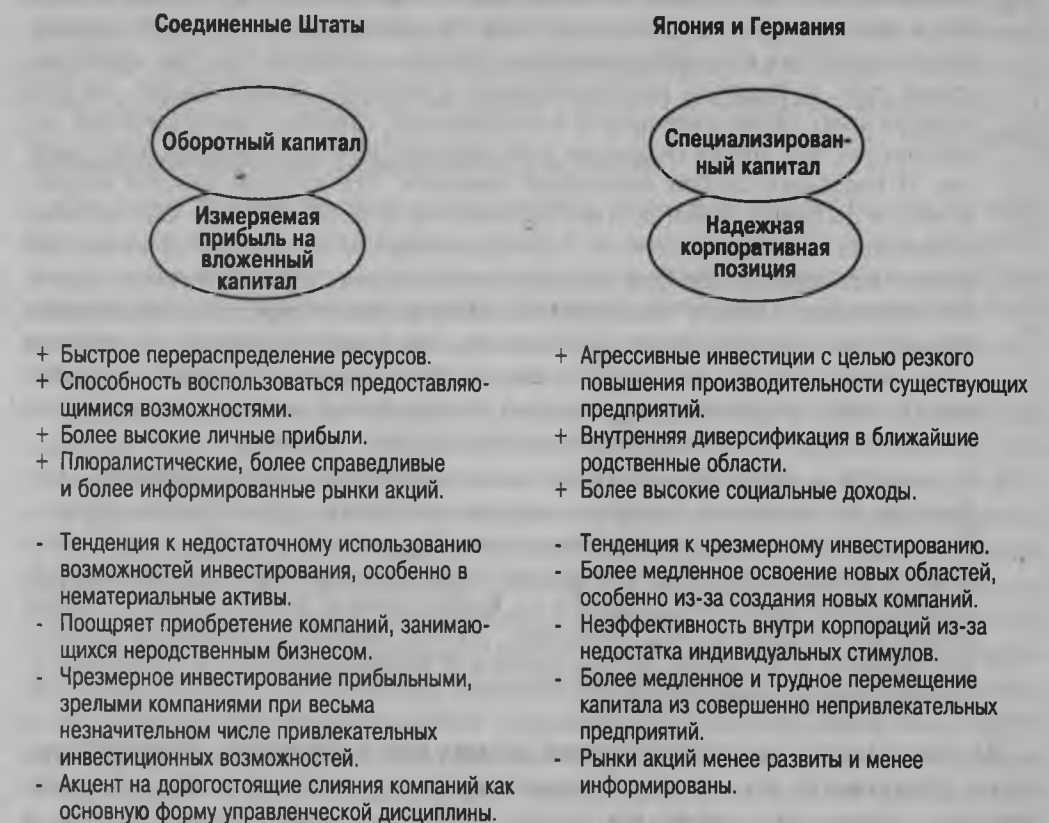 Соединенные Штаты
Оборотный капитал
Измеряемая
прибыль на
вложенный
капитал
+ Быстрое перераспределение ресурсов.
+ Способность воспользоваться предоставляю-
щимися возможностями.
+ Более высокие личные прибыли.
+ Плюралистические, более справедливые
и более информированные рынки акций.
- Тенденция к недостаточному использованию
возможностей инвестирования, особенно в
нематериальные активы.
- Поощряет приобретение компаний, занимаю-
щихся неродственным бизнесом.
- Чрезмерное инвестирование прибыльными,
зрелыми компаниями при весьма
незначительном числе привлекательных
инвестиционных возможностей.
- Акцент на дорогостоящие слияния компаний как
основную форму управленческой дисциплины.
Япония и Германия
Специализирован-
ный капитал
Надежная
корпоративная
позиция
+ Агрессивные инвестиции с целью резкого
повышения производительности существующих
предприятий.
+ Внутренняя диверсификация в ближайшие
родственные области.
+ Более высокие социальные доходы.
- Тенденция к чрезмерному инвестированию.
- Более медленное освоение новых областей,
особенно из-за создания новых компаний.
- Неэффективность внутри корпораций из-за
недостатка индивидуальных стимулов.
- Более медленное и трудное перемещение
капитала из совершенно непривлекательных
предприятий.
- Рынки акций менее развиты и менее
информированы.